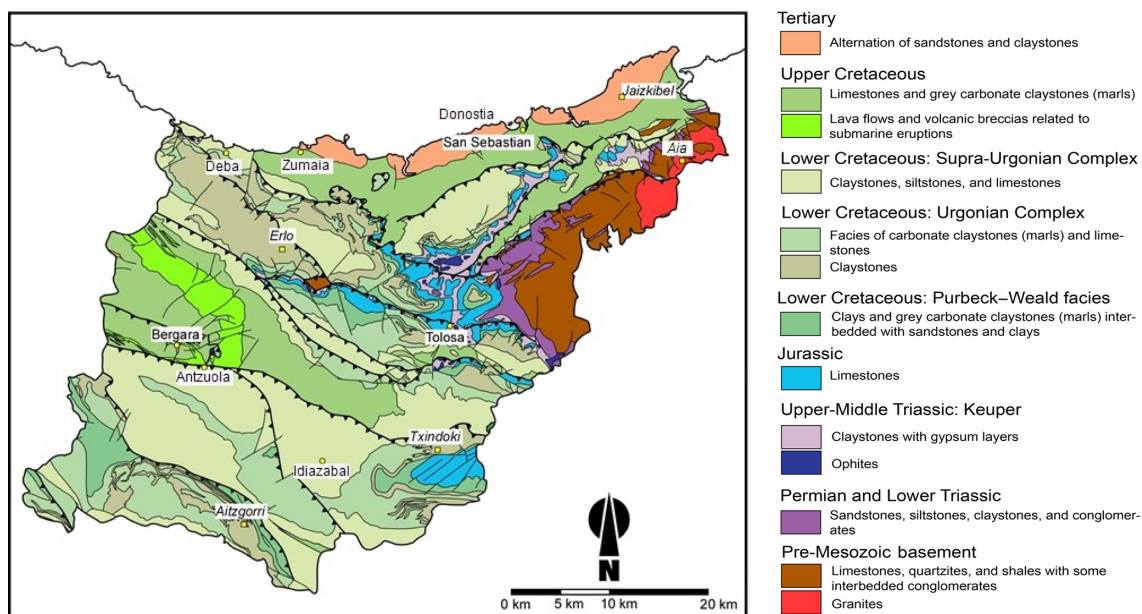 Jaizkibel
Donostia
San Sebastian
Aia
Deba
Zumaia
Erlo
Bergara
Tolosa
Antzuola
Txindoki
Idiazabal
Aitzgorri
N
0 km 5 km 10 km 20 km
Tertiary
Alternation of sandstones and claystones
Upper Cretaceous
Limestones and grey carbonate claystones (marls)
Lava flows and volcanic breccias related to
submarine eruptions
Lower Cretaceous: Supra-Urgonian Complex
Claystones, siltstones, and limestones
Lower Cretaceous: Urgonian Complex
Facies of carbonate claystones (marls) and lime-
stones
Claystones
Lower Cretaceous: Purbeck–Weald facies
Clays and grey carbonate claystones (marls) inter-
bedded with sandstones and clays
Jurassic
Limestones
Upper-Middle Triassic: Keuper
Claystones with gypsum layers
Ophites
Permian and Lower Triassic
Sandstones, siltstones, claystones, and conglomer-
ates
Pre-Mesozoic basement
Limestones, quartzites, and shales with some
interbedded conglomerates
Granites